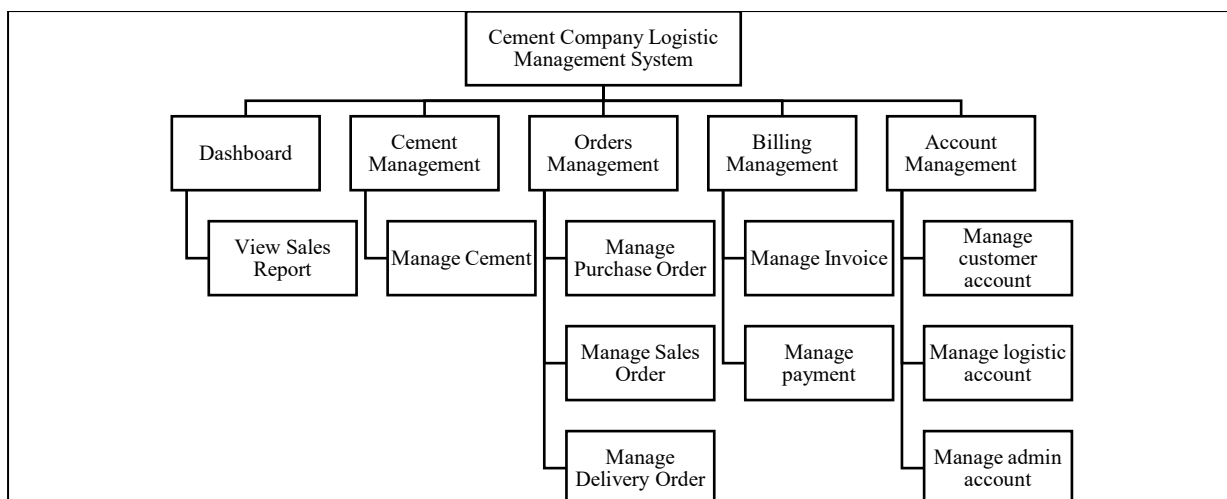 Cement Company Logistic
Management System
Dashboard
Cement
Management
Orders
Management
Billing
Management
Account
Management
View Sales
Report
Manage Cement
Manage
Purchase Order
Manage Invoice
Manage
customer
account
Manage Sales
Order
Manage
payment
Manage logistic
account
Manage
Delivery Order
Manage admin
account